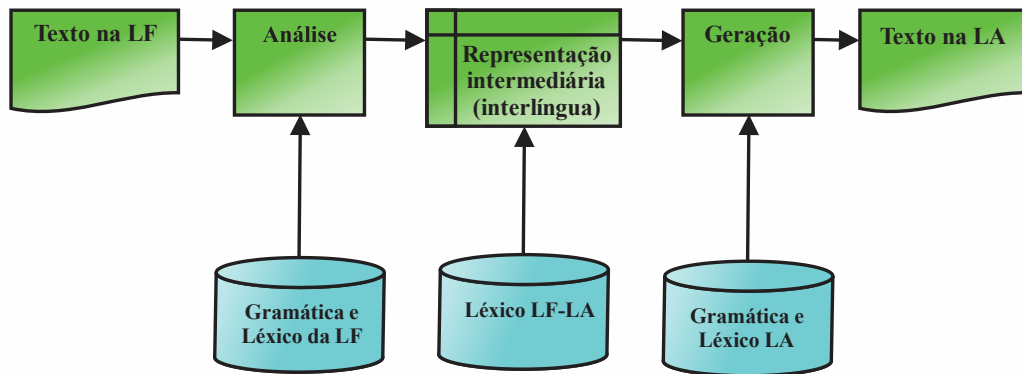 Texto na LF
Análise
Representação
intermediária
(interlíngua)
Geração
Texto na LA
Gramática e
Léxico da LF
Léxico LF-LA
Gramática e
Léxico LA